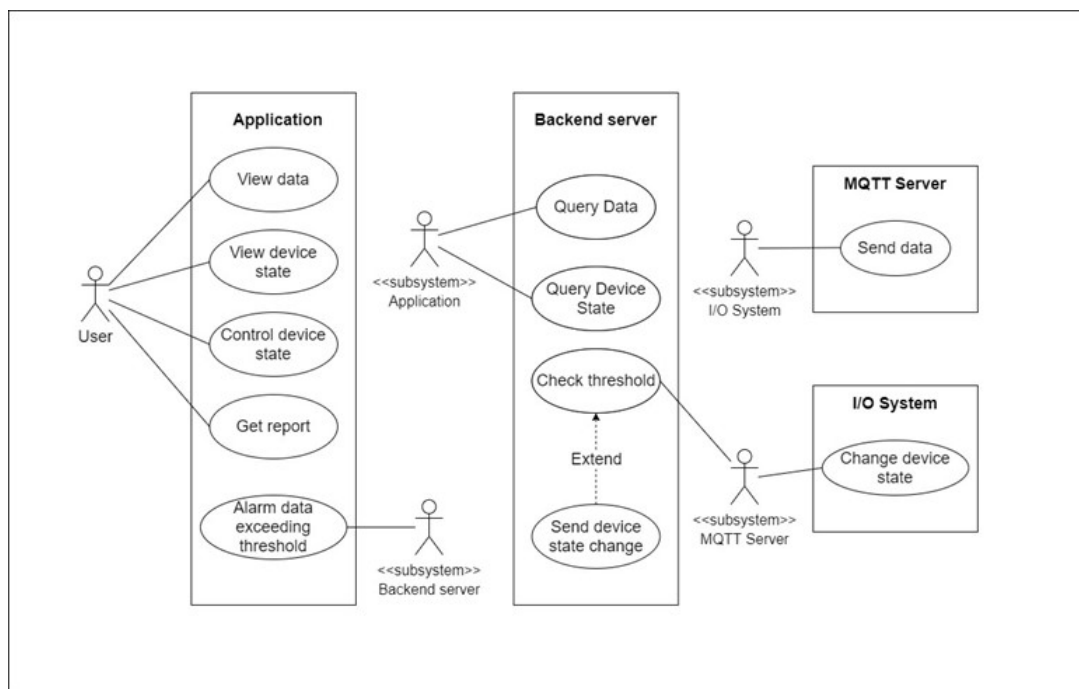 Application
View data
View device
state
Control device
state
Get report
Alarm data
exceeding
threshold
User
<<subsystem>>
Application
<<subsystem>>
Backend server
Backend server
Query Data
Query Device
State
Check threshold
Extend
Send device
state change
<<subsystem>>
I/O System
<<subsystem>>
MQTT Server
MQTT Server
Send data
I/O System
Change device
state